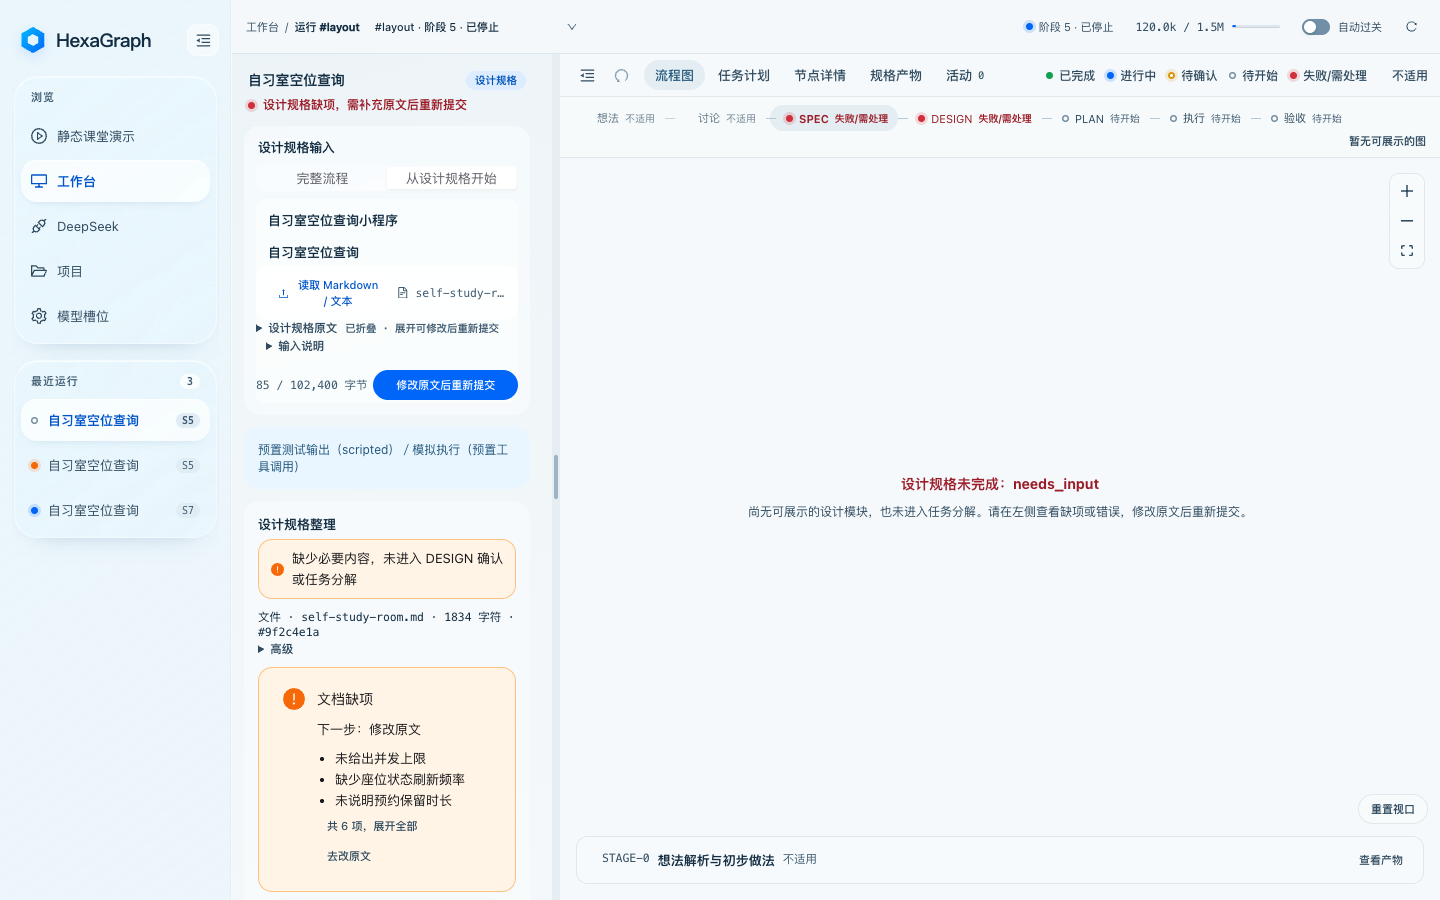 HexaGraph
浏览
静态课堂演示
工作台
DeepSeek
项目
模型槽位
最近运行 3
自习室空位查询 S5
自习室空位查询 S5
自习室空位查询 S7
工作台 / 运行 #layout #layout · 阶段 5 · 已停止
阶段 5 · 已停止 120.0k / 1.5M 自动过关
自习室空位查询 设计规格
设计规格缺项，需补充原文后重新提交
设计规格输入
完整流程 从设计规格开始
自习室空位查询小程序
自习室空位查询
读取 Markdown
/ 文本
self-study-r…
设计规格原文 已折叠 · 展开可修改后重新提交
输入说明
85 / 102,400 字节 修改原文后重新提交
预置测试输出（scripted） / 模拟执行（预置工
具调用）
设计规格整理
缺少必要内容，未进入 DESIGN 确认
或任务分解
文件 · self-study-room.md · 1834 字符 ·
#9f2c4e1a
高级
文档缺项
下一步：修改原文
• 未给出并发上限
• 缺少座位状态刷新频率
• 未说明预约保留时长
共 6 项，展开全部
去改原文
流程图 任务计划 节点详情 规格产物 活动 0
已完成 进行中 待确认 待开始 失败/需处理 不适用
想法 不适用 讨论 不适用 SPEC 失败/需处理 DESIGN 失败/需处理 PLAN 待开始 执行 待开始 验收 待开始
暂无可展示的图
设计规格未完成：needs_input
尚无可展示的设计模块，也未进入任务分解。请在左侧查看缺项或错误，修改原文后重新提交。
重置视口
STAGE-0 想法解析与初步做法 不适用 查看产物